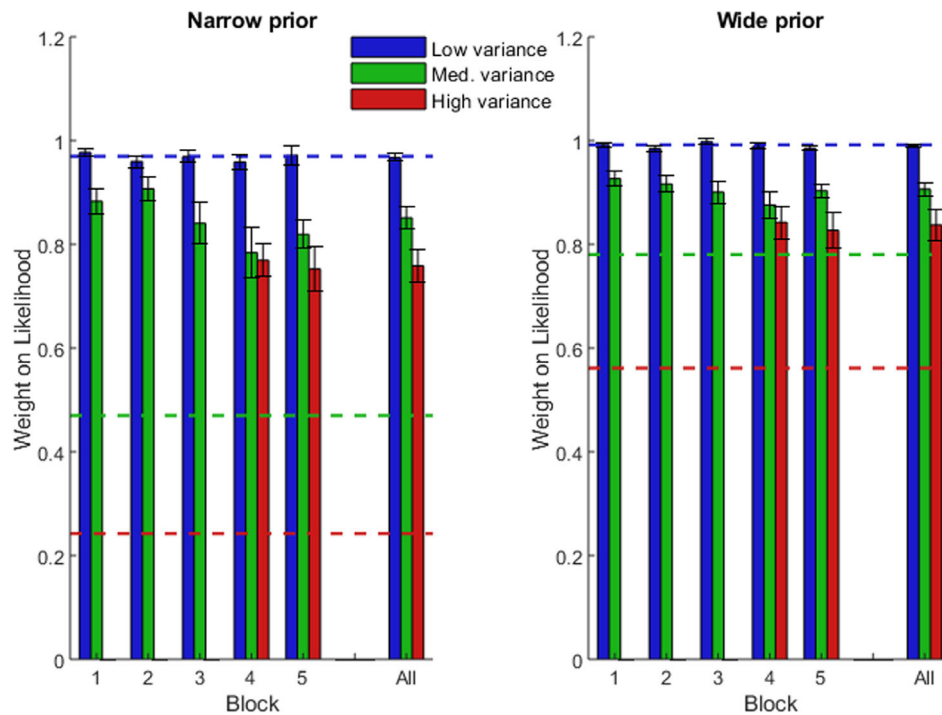 Narrow prior
Wide prior
Low variance
Med. variance
High variance
Weight on Likelihood
1.2
1
0.8
0.6
0.4
0.2
0
1 2 3 4 5 All
Block
Weight on Likelihood
1.2
1
0.8
0.6
0.4
0.2
0
1 2 3 4 5 All
Block